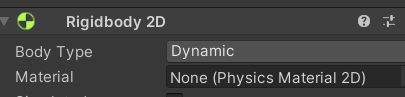 Rigidbody 2D
Body Type Dynamic
Material None (Physics Material 2D)